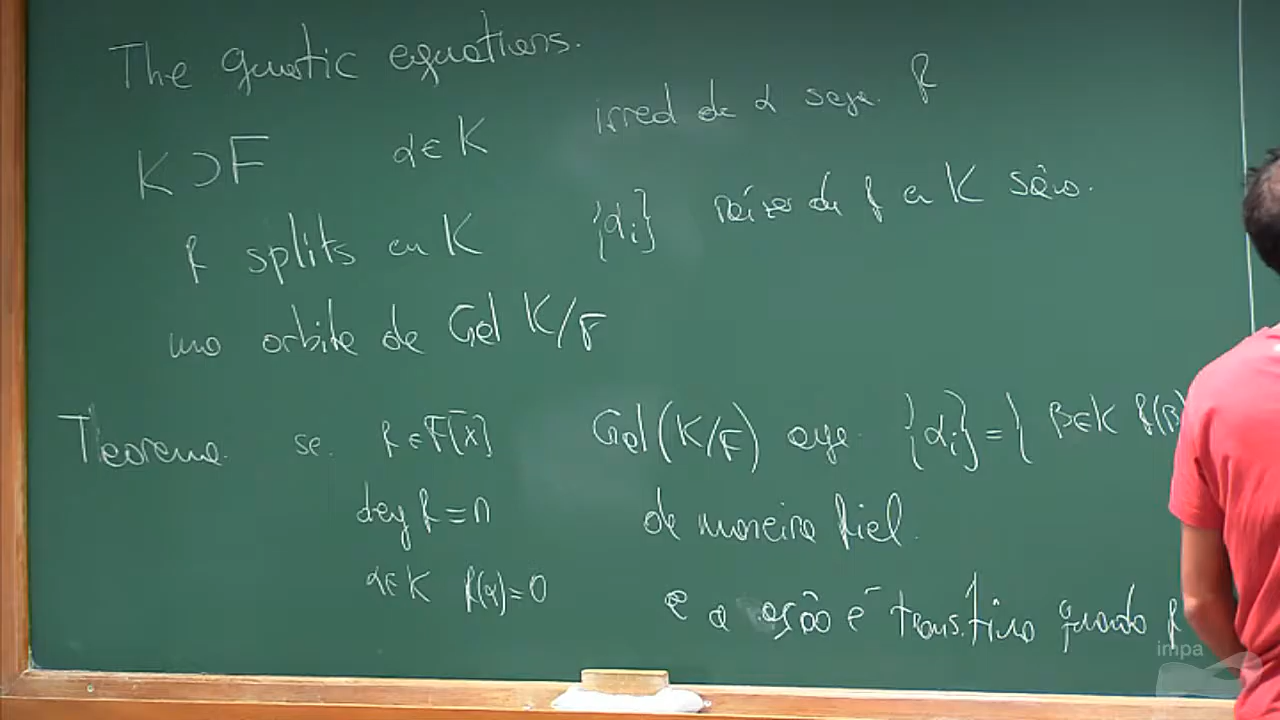 The quartic equations.
K ⊃ F α ∈ K irred de α seja f
f splits em K {αi} raízes de f em K são
uma orbita de Gal K/F
Teorema se f ∈ F[x] Gal(K/F) age {αi} = { β∈K f(β)
deg f = n de maneira fiel.
α∈K f(α)=0 e a ação é transitiva quando f
impa